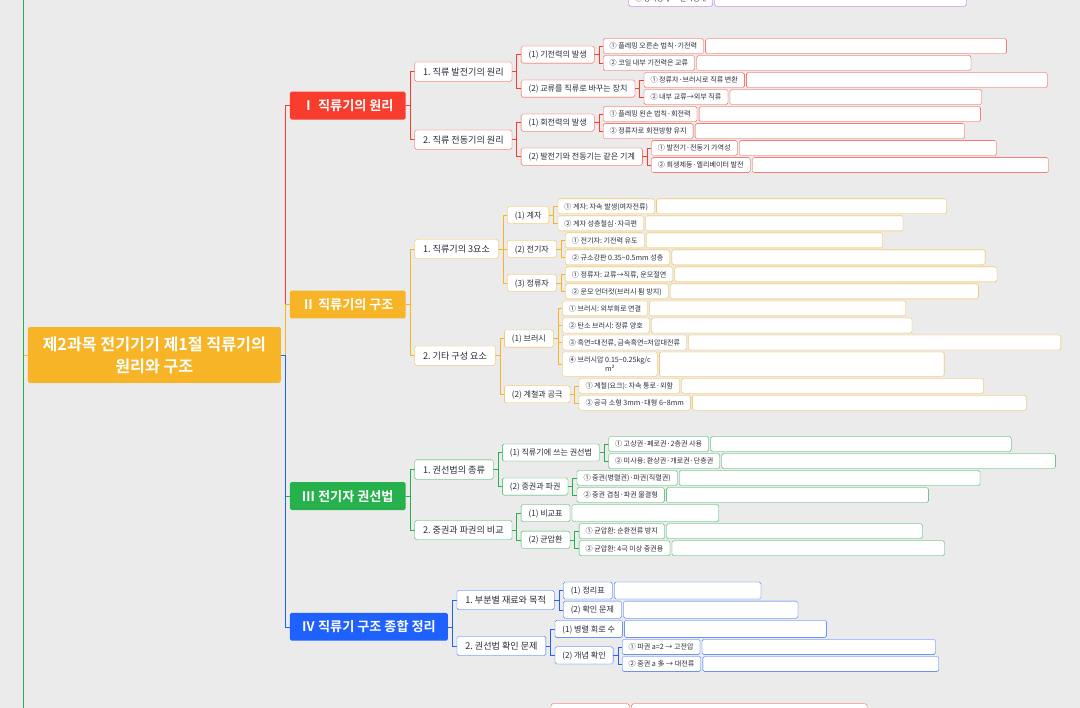 제2과목 전기기기 제1절 직류기의
원리와 구조
Ⅰ 직류기의 원리
1. 직류 발전기의 원리
(1) 기전력의 발생
① 플레밍 오른손 법칙·기전력
② 코일 내부 기전력은 교류
(2) 교류를 직류로 바꾸는 장치
① 정류자·브러시로 직류 변환
② 내부 교류→외부 직류
2. 직류 전동기의 원리
(1) 회전력의 발생
① 플레밍 왼손 법칙·회전력
② 정류자로 회전방향 유지
(2) 발전기와 전동기는 같은 기계
① 발전기·전동기 가역성
② 회생제동·엘리베이터 발전
Ⅱ 직류기의 구조
1. 직류기의 3요소
(1) 계자
① 계자: 자속 발생(여자전류)
② 계자 성층철심·자극편
(2) 전기자
① 전기자: 기전력 유도
② 규소강판 0.35~0.5mm 성층
(3) 정류자
① 정류자: 교류→직류, 운모절연
② 운모 언더컷(브러시 튐 방지)
2. 기타 구성 요소
(1) 브러시
① 브러시: 외부회로 연결
② 탄소 브러시: 정류 양호
③ 흑연=대전류, 금속흑연=저압대전류
④ 브러시압 0.15~0.25kg/c
m²
(2) 계철과 공극
① 계철(요크): 자속 통로·외함
② 공극 소형 3mm·대형 6~8mm
Ⅲ 전기자 권선법
1. 권선법의 종류
(1) 직류기에 쓰는 권선법
① 고상권·폐로권·2층권 사용
② 미사용: 환상권·개로권·단층권
(2) 중권과 파권
① 중권(병렬권)·파권(직렬권)
② 중권 겹침·파권 물결형
2. 중권과 파권의 비교
(1) 비교표
(2) 균압환
① 균압환: 순환전류 방지
② 균압환: 4극 이상 중권용
Ⅳ 직류기 구조 종합 정리
1. 부분별 재료와 목적
(1) 정리표
(2) 확인 문제
2. 권선법 확인 문제
(1) 병렬 회로 수
(2) 개념 확인
① 파권 a=2 → 고전압
② 중권 a 多 → 대전류